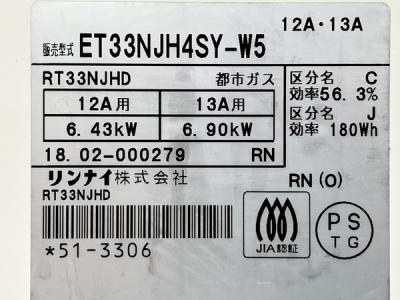 12A・13A
販売型式 ET33NJH4SY-W5
RT33NJHD 都市ガス
12A用 13A用
6.43kW 6.90kW
18.02-000279 RN
区分名 C
効率56.3%
区分名 J
効率 180Wh
リンナイ株式会社
RT33NJHD
RN(O)
*51-3306
JIA認証
PS
TG